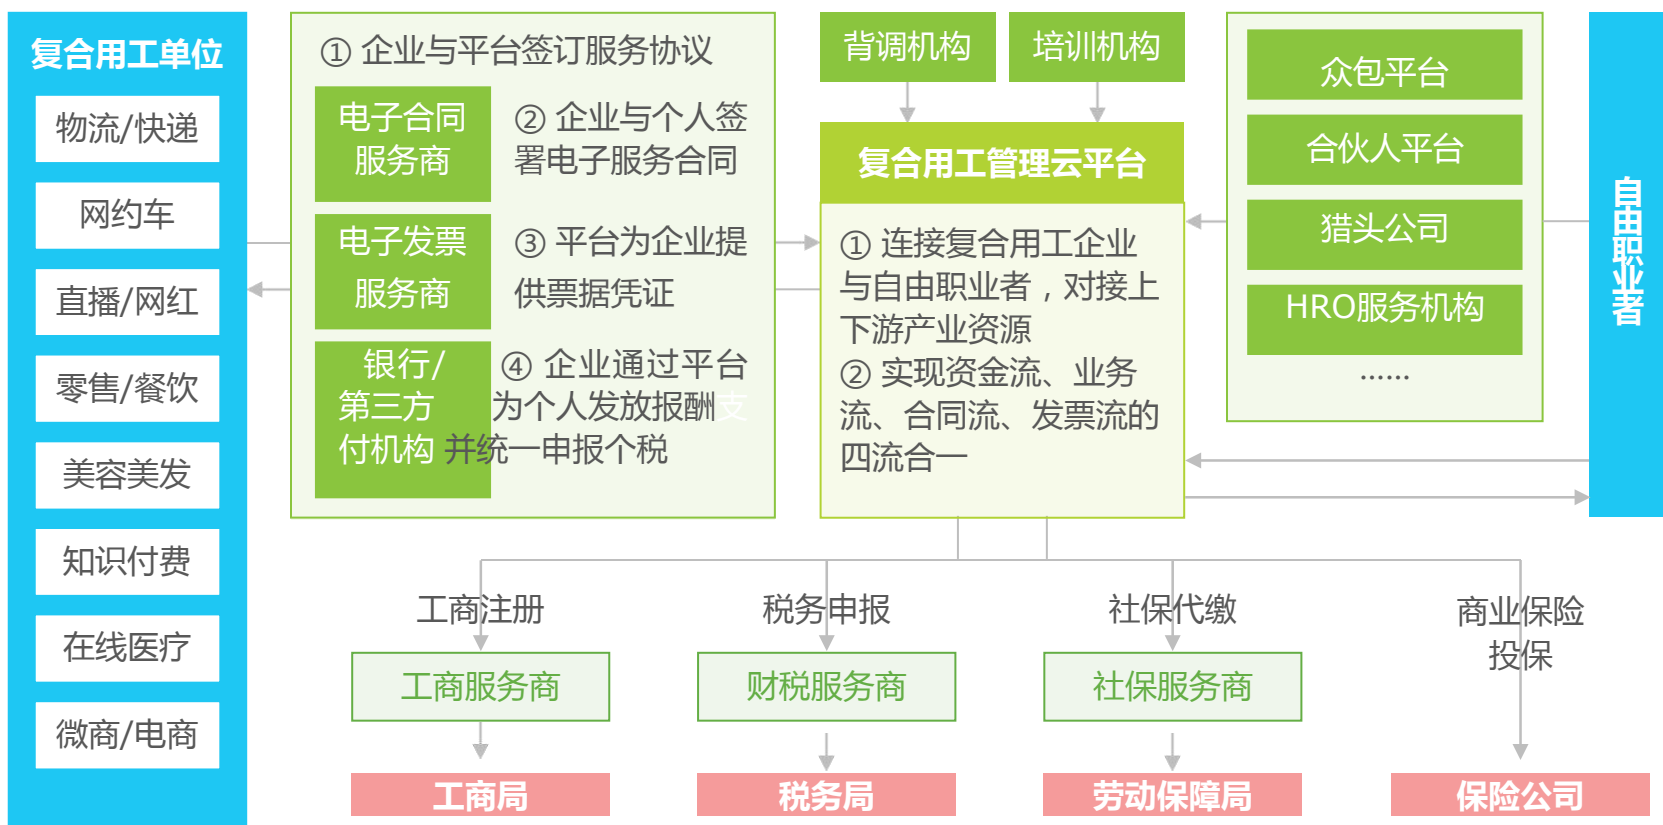 复合用工单位
物流/快递
网约车
直播/网红
零售/餐饮
美容美发
知识付费
在线医疗
微商/电商
① 企业与平台签订服务协议
电子合同
服务商
② 企业与个人签
署电子服务合同
电子发票
服务商
③ 平台为企业提
供票据凭证
银行/
第三方
付机构
④ 企业通过平台
为个人发放报酬支
并统一申报个税
背调机构
培训机构
复合用工管理云平台
① 连接复合用工企业
与自由职业者，对接上
下游产业资源
② 实现资金流、业务
流、合同流、发票流的
四流合一
众包平台
合伙人平台
猎头公司
HRO服务机构
……
自由职业者
工商注册
税务申报
社保代缴
商业保险
投保
工商服务商
财税服务商
社保服务商
工商局
税务局
劳动保障局
保险公司